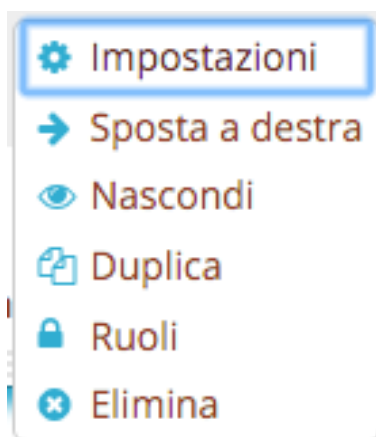 Impostazioni
Sposta a destra
Nascondi
Duplica
Ruoli
Elimina